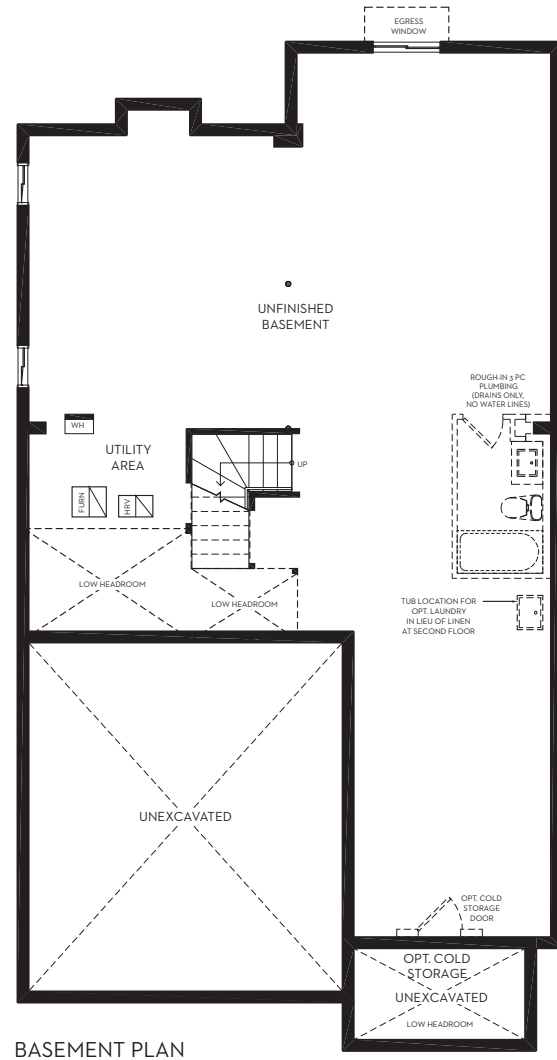 EGRESS
WINDOW
UNFINISHED
BASEMENT
ROUGH-IN 3 PC
PLUMBING
(DRAINS ONLY,
NO WATER LINES)
WH
UTILITY
AREA
UP
FURN
HRV
LOW HEADROOM
LOW HEADROOM
TUB LOCATION FOR
OPT. LAUNDRY
IN LIEU OF LINEN
AT SECOND FLOOR
UNEXCAVATED
OPT. COLD
STORAGE
DOOR
OPT. COLD
STORAGE
UNEXCAVATED
LOW HEADROOM
BASEMENT PLAN